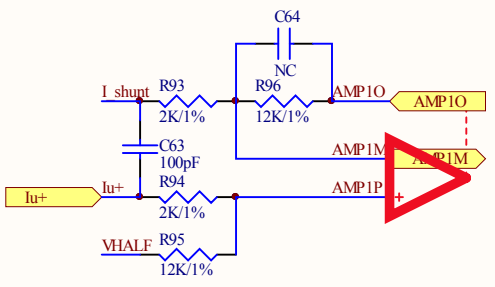 C64
NC
I_shunt
R93
2K/1%
R96
12K/1%
AMP1O
AMP1O
C63
100pF
AMP1M
AMP1M
Iu+
Iu+
R94
2K/1%
AMP1P
+
VHALF
R95
12K/1%